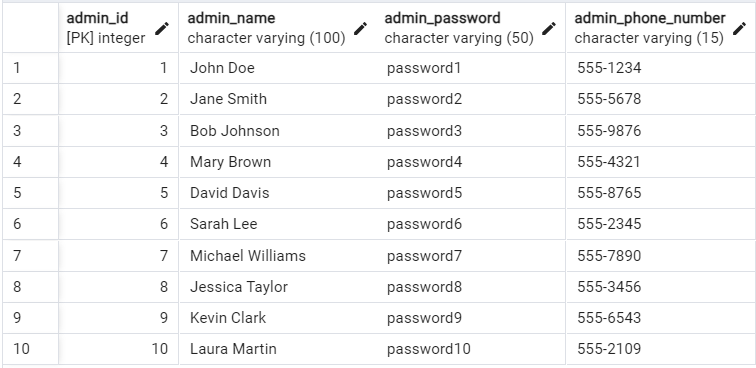 admin_id admin_name admin_password admin_phone_number
[PK] integer character varying (100) character varying (50) character varying (15)
1 1 John Doe password1 555-1234
2 2 Jane Smith password2 555-5678
3 3 Bob Johnson password3 555-9876
4 4 Mary Brown password4 555-4321
5 5 David Davis password5 555-8765
6 6 Sarah Lee password6 555-2345
7 7 Michael Williams password7 555-7890
8 8 Jessica Taylor password8 555-3456
9 9 Kevin Clark password9 555-6543
10 10 Laura Martin password10 555-2109